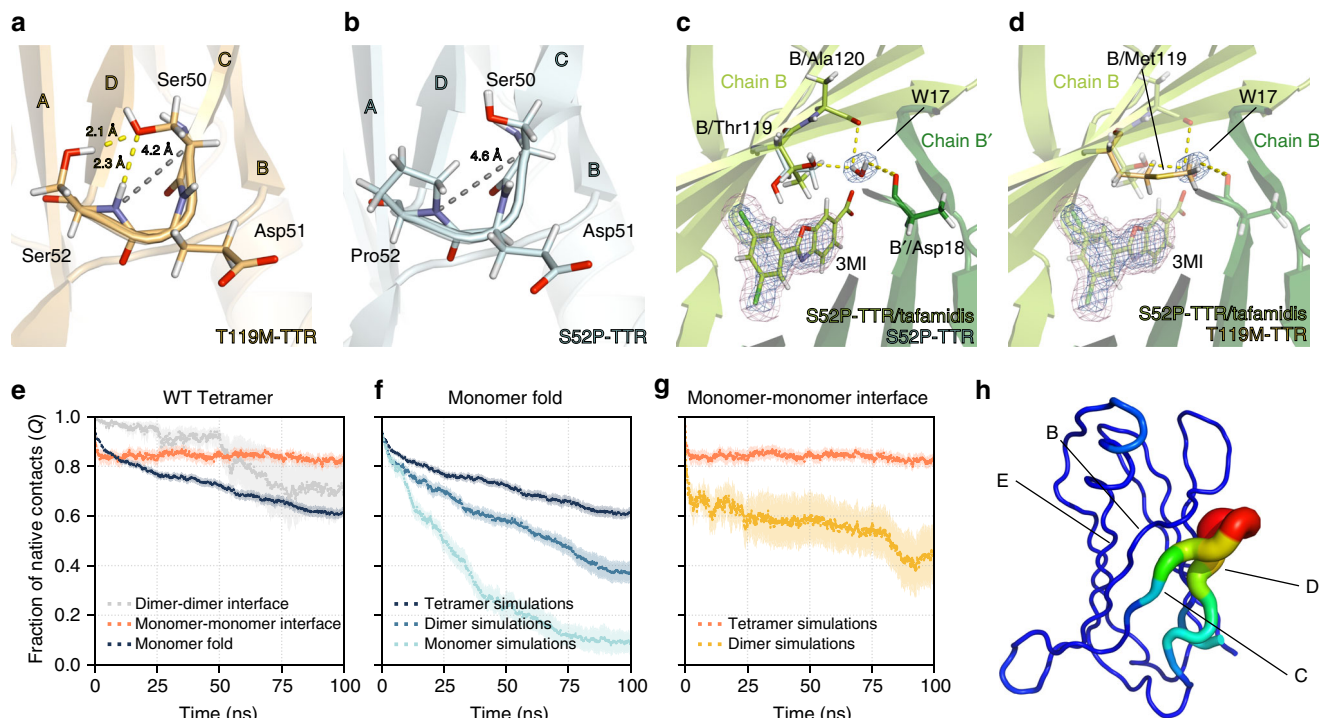 a
A
D
Ser50
C
2.1 Å
2.3 Å
4.2 Å
B
Ser52
Asp51
T119M-TTR
b
A
D
Ser50
C
4.6 Å
B
Pro52
Asp51
S52P-TTR
c
B/Ala120
Chain B
W17
B/Thr119
Chain B′
3MI
B′/Asp18
S52P-TTR/tafamidis
S52P-TTR
d
B/Met119
Chain B
W17
Chain B
3MI
S52P-TTR/tafamidis
T119M-TTR
e
WT Tetramer
Fraction of native contacts (Q)
1.0
0.8
0.6
0.4
0.2
0.0
Dimer-dimer interface
Monomer-monomer interface
Monomer fold
0
25
50
75
100
Time (ns)
f
Monomer fold
Tetramer simulations
Dimer simulations
Monomer simulations
0
25
50
75
100
Time (ns)
g
Monomer-monomer interface
Tetramer simulations
Dimer simulations
0
25
50
75
100
Time (ns)
h
B
E
D
C